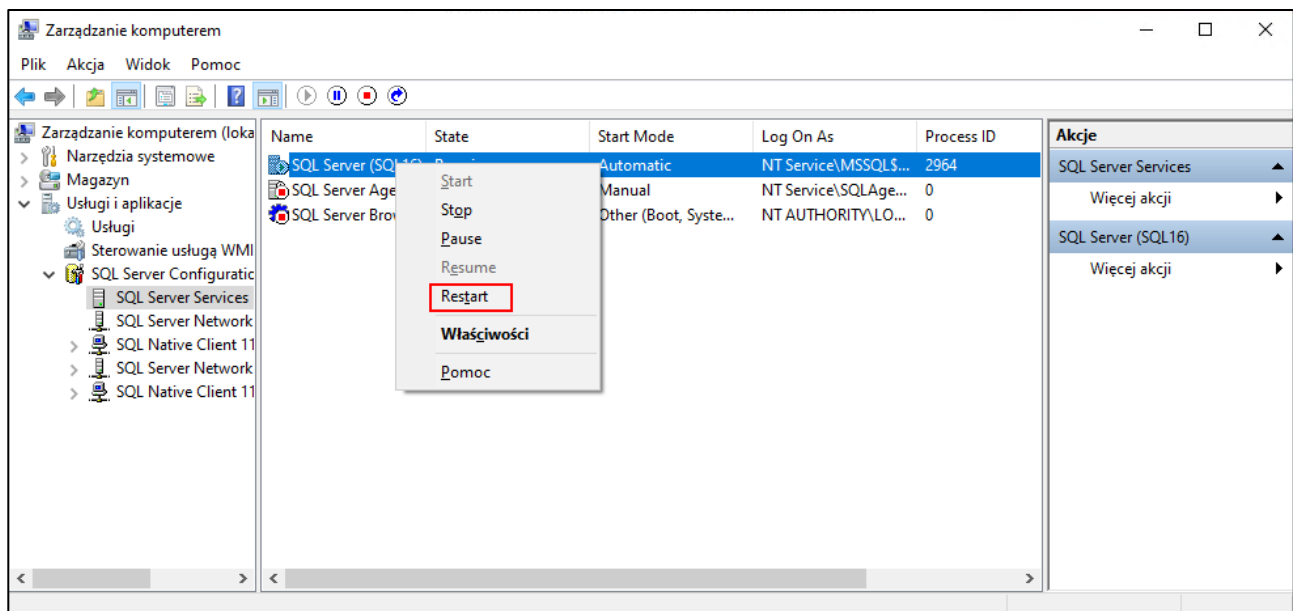 Zarządzanie komputerem
Plik Akcja Widok Pomoc
Zarządzanie komputerem (loka
Narzędzia systemowe
Magazyn
Usługi i aplikacje
Usługi
Sterowanie usługą WMI
SQL Server Configuratic
SQL Server Services
SQL Server Network
SQL Native Client 11
SQL Server Network
SQL Native Client 11
Name State Start Mode Log On As Process ID
SQL Server (SQL16) Automatic NT Service\MSSQL$... 2964
SQL Server Age Manual NT Service\SQLAge... 0
SQL Server Brow Other (Boot, Syste... NT AUTHORITY\LO... 0
Start
Stop
Pause
Resume
Restart
Właściwości
Pomoc
Akcje
SQL Server Services
Więcej akcji
SQL Server (SQL16)
Więcej akcji